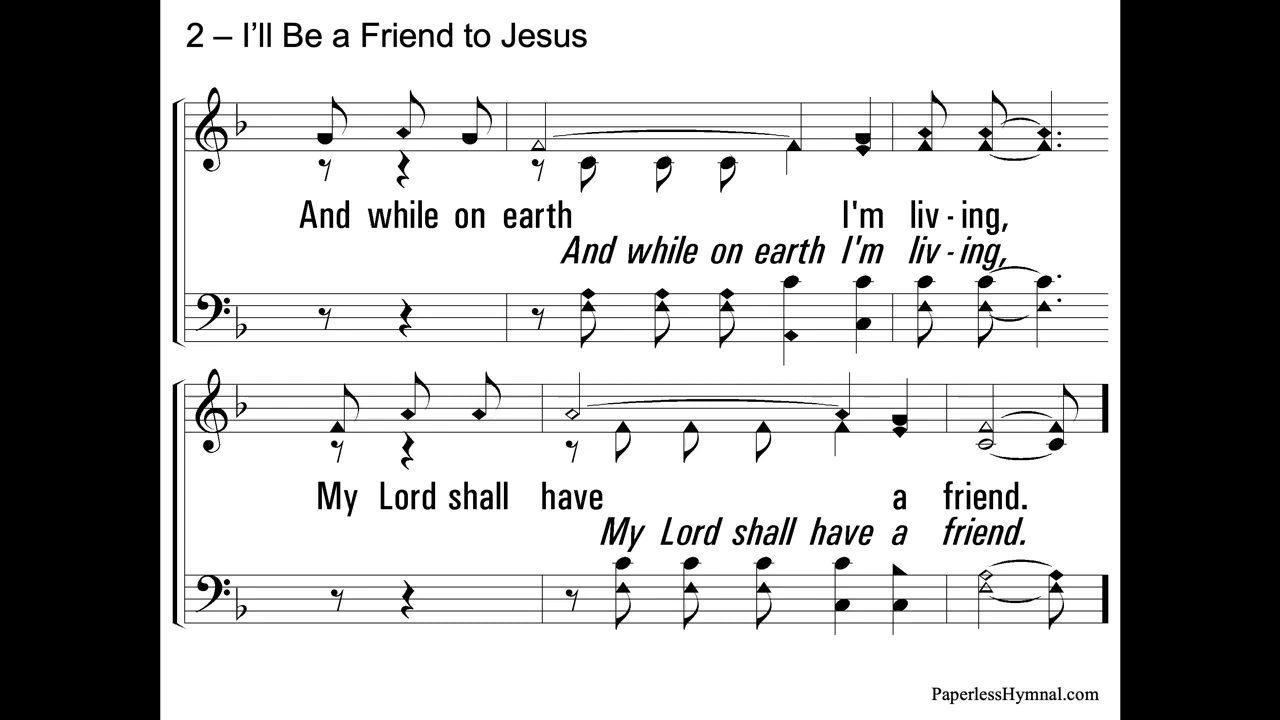 2 – I’ll Be a Friend to Jesus
And while on earth I'm liv - ing,
And while on earth I'm liv - ing,
My Lord shall have a friend.
My Lord shall have a friend.
PaperlessHymnal.com